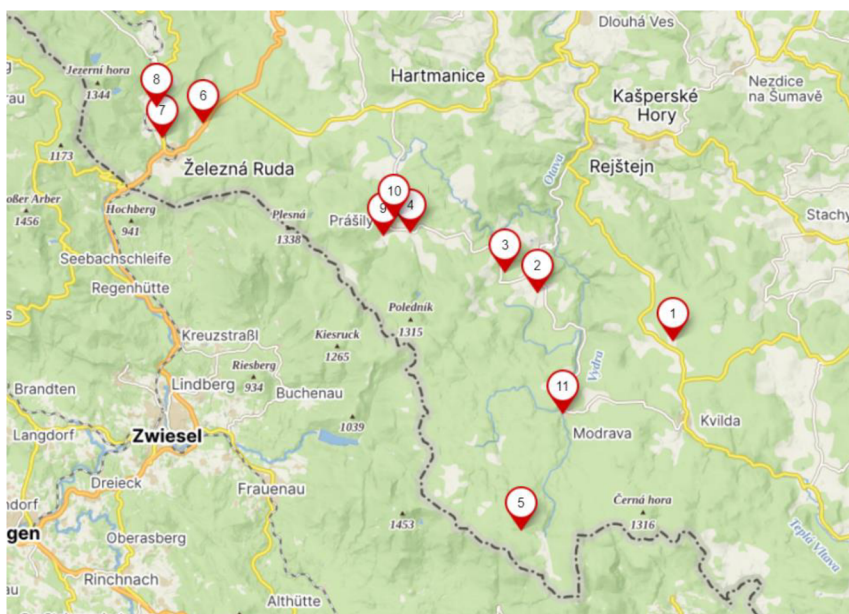 Dlouhá Ves
Jezerní hora
1344
Hartmanice
Nezdice
na Šumavě
8
6
7
Kašperské
Hory
1173
Železná Ruda
Rejštejn
Otava
1456
Hochberg
941
Plesná
1338
Prášily
10
9
4
Stachy
Seebachschleife
Regenhütte
3
2
Poledník
1315
1
Kreuzstraßl
Kiesruck
1265
Riesberg
934
Lindberg
Buchenau
Vydra
Brandten
11
1039
Langdorf
Zwiesel
Modrava
Kvilda
Dreieck
Frauenau
5
Černá hora
1316
1453
gen
Oberasberg
Teplá Vltava
Rinchnach
Althütte